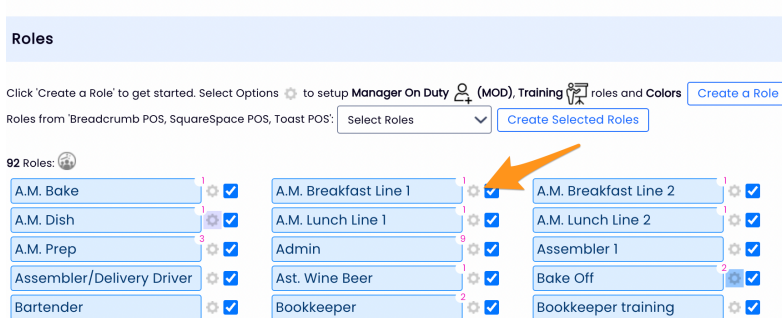 Roles
Click 'Create a Role' to get started. Select Options to setup Manager On Duty (MOD), Training roles and Colors Create a Role
Roles from 'Breadcrumb POS, SquareSpace POS, Toast POS': Select Roles Create Selected Roles
92 Roles:
A.M. Bake 1 A.M. Breakfast Line 1 1 A.M. Breakfast Line 2 1
A.M. Dish 1 A.M. Lunch Line 1 1 A.M. Lunch Line 2 1
A.M. Prep 3 Admin 9 Assembler 1
Assembler/Delivery Driver Ast. Wine Beer 1 Bake Off 2
Bartender Bookkeeper 2 Bookkeeper training